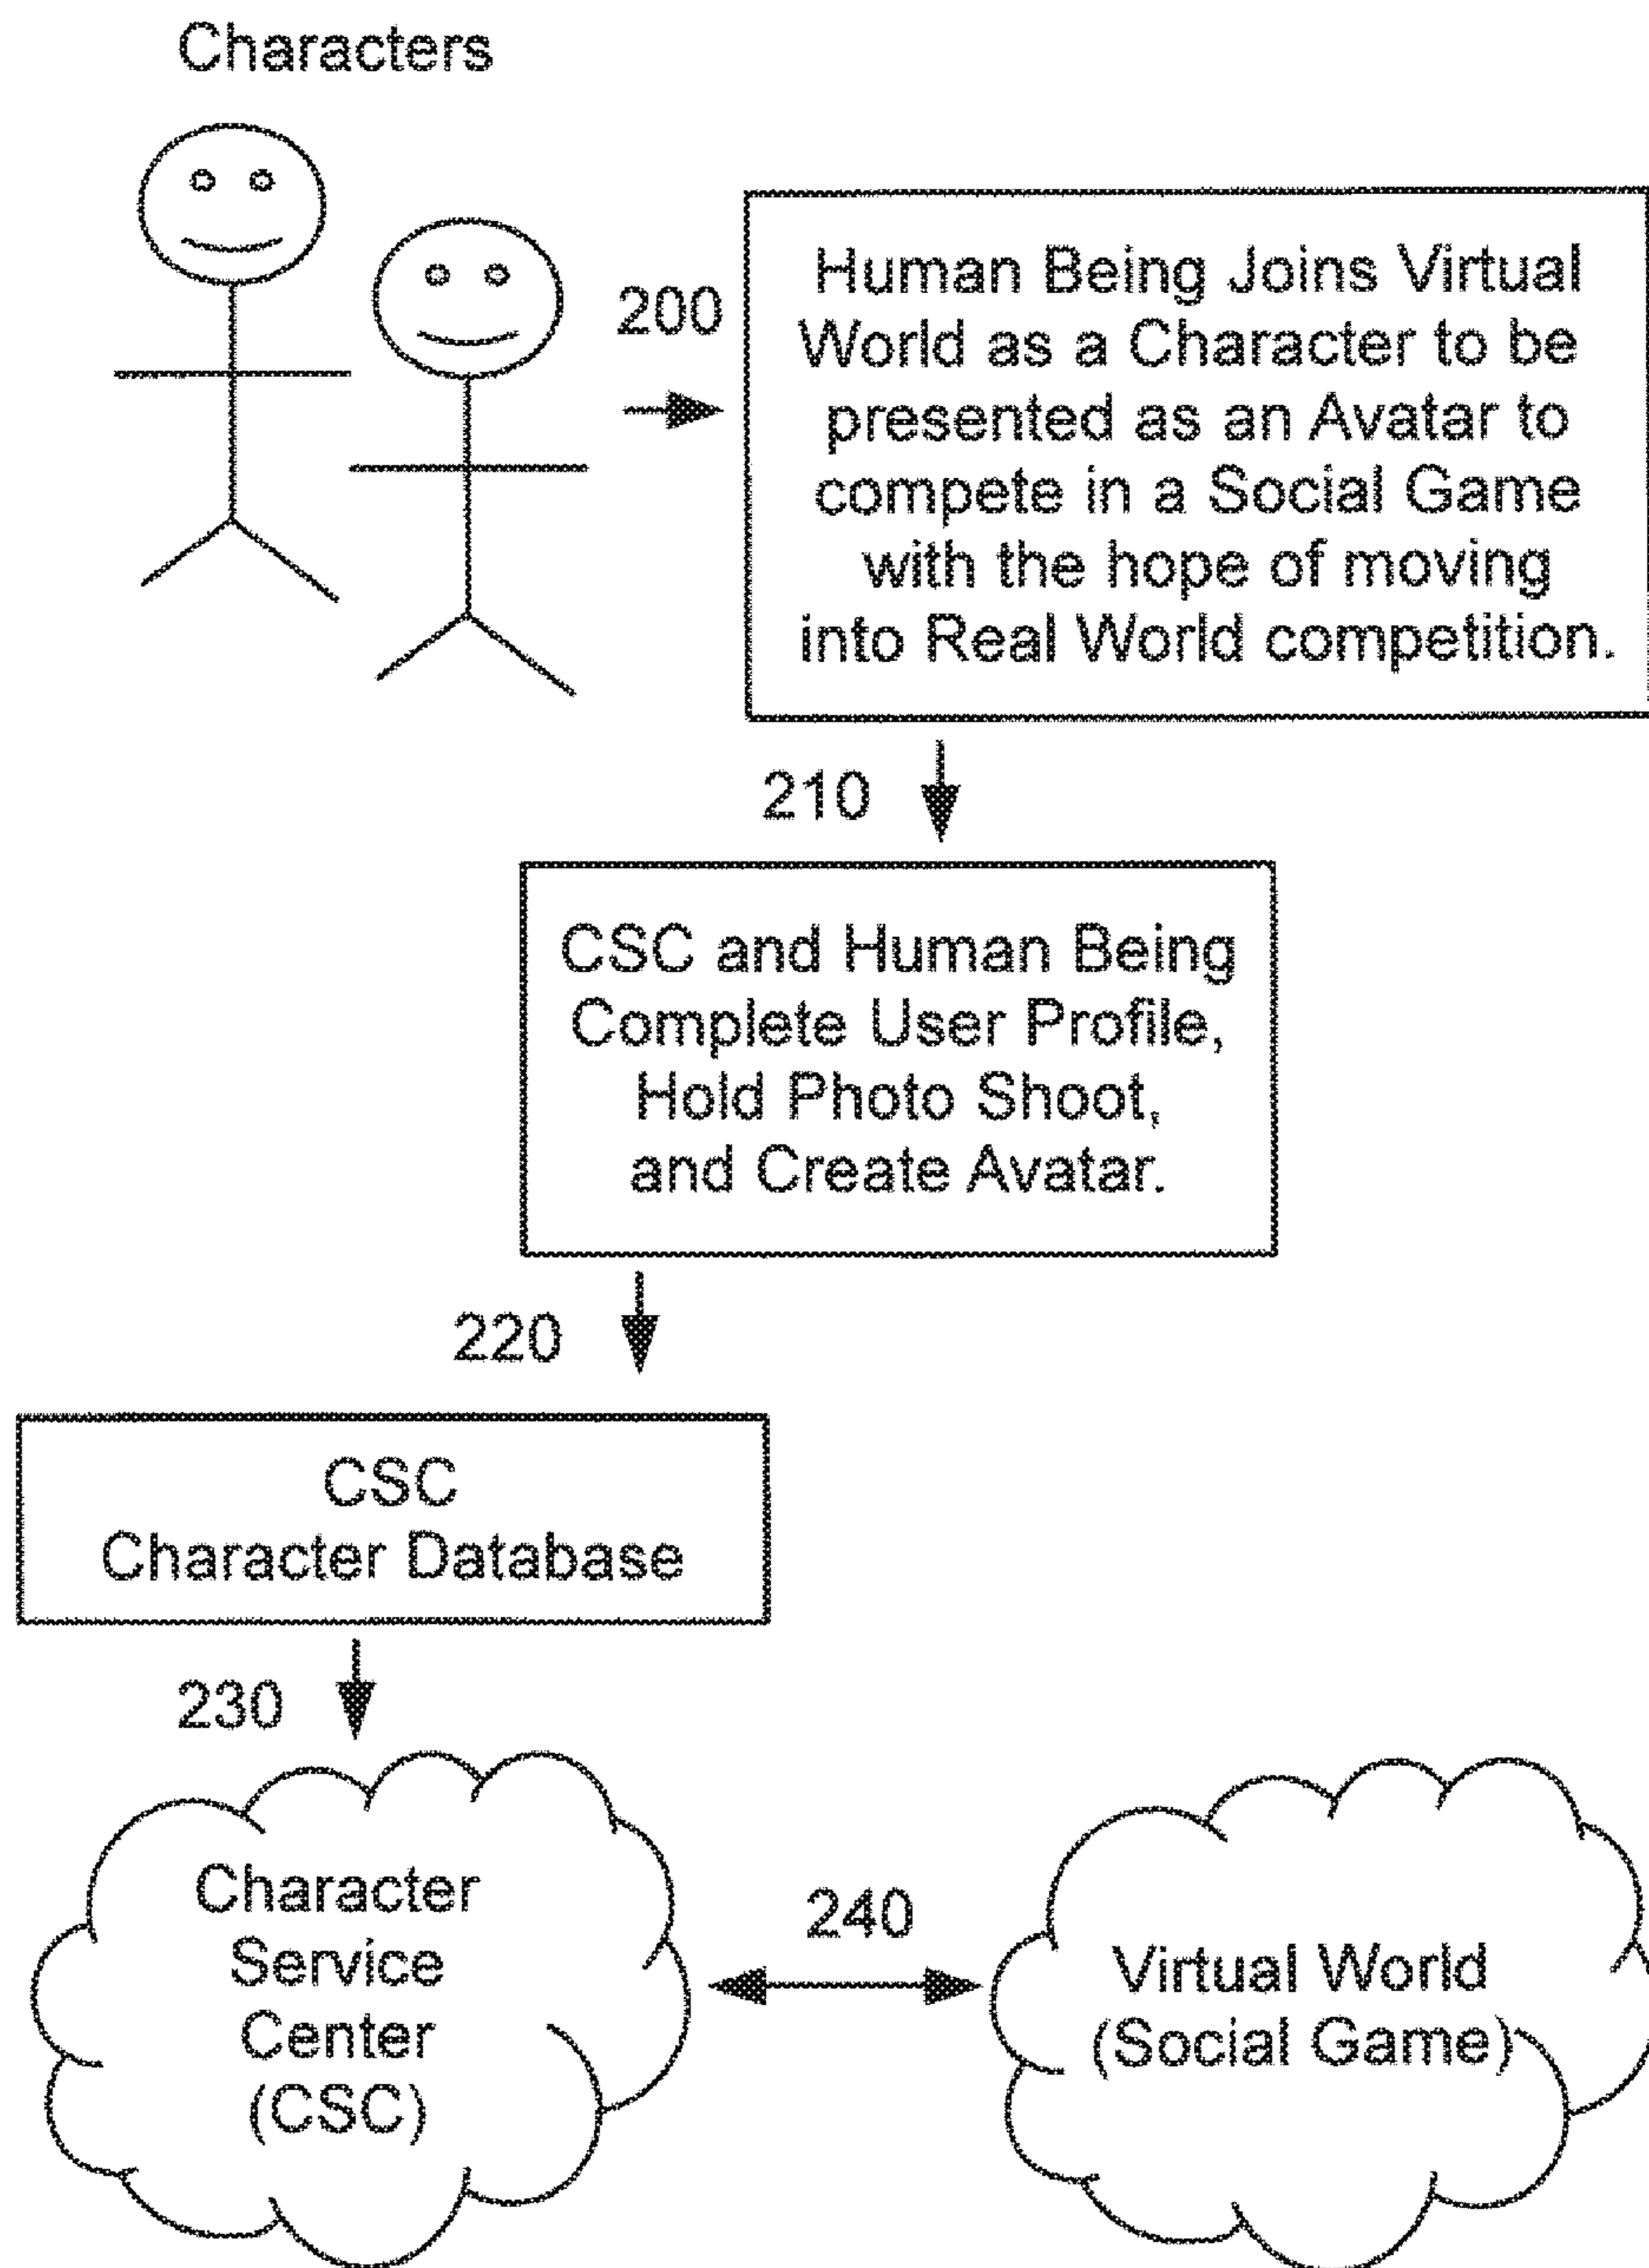 Characters
200
Human Being Joins Virtual
World as a Character to be
presented as an Avatar to
compete in a Social Game
with the hope of moving
into Real World competition.
210
CSC and Human Being
Complete User Profile,
Hold Photo Shoot,
and Create Avatar.
220
CSC
Character Database
230
Character
Service
Center
(CSC)
240
Virtual World
(Social Game)